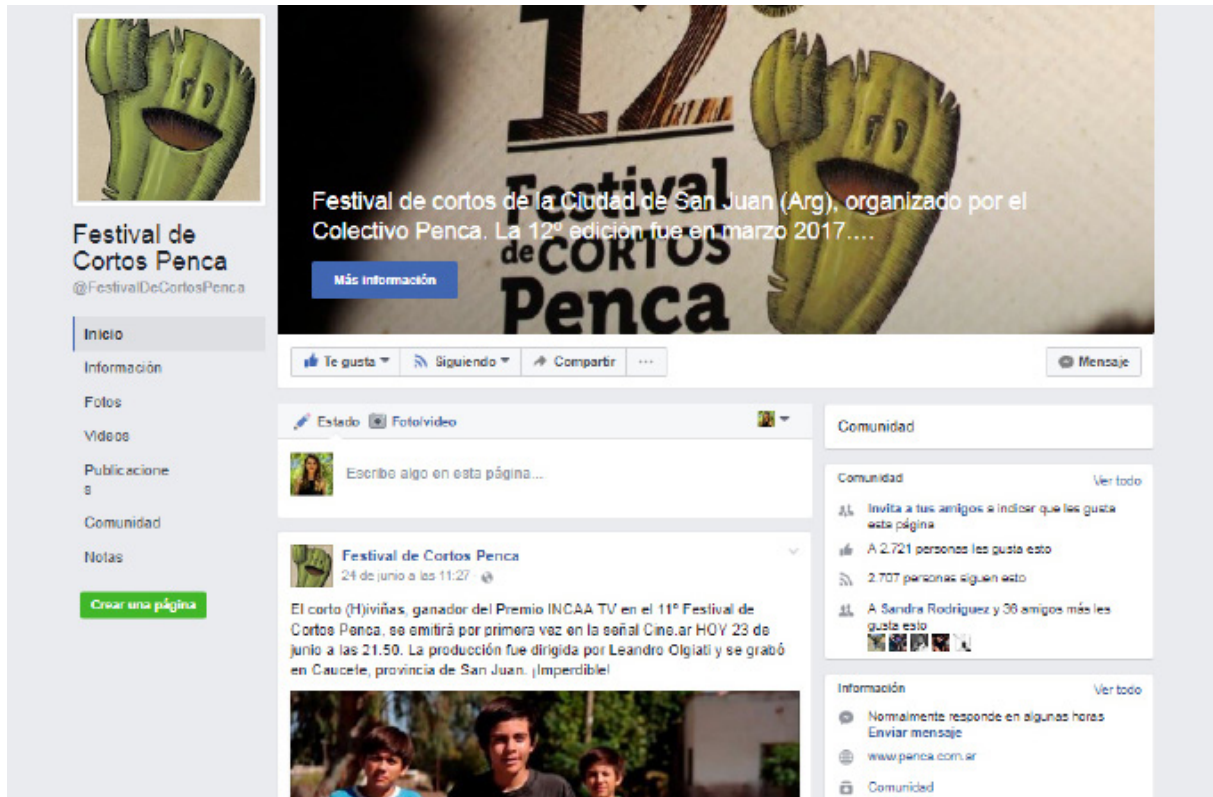 12º
Festival
de CORTOS
Penca
Festival de cortos de la Ciudad de San Juan (Arg), organizado por el
Colectivo Penca. La 12º edición fue en marzo 2017....
Más información
Festival de
Cortos Penca
@FestivalDeCortosPenca
Inicio
Información
Fotos
Videos
Publicacione
s
Comunidad
Notas
Crear una página
Te gusta
Siguiendo
Compartir
...
Mensaje
Estado
Foto/video
Escribe algo en esta página...
Festival de Cortos Penca
24 de junio a las 11:27
El corto (H)iviñas, ganador del Premio INCAA TV en el 11º Festival de
Cortos Penca, se emitirá por primera vez en la señal Cine.ar HOY 23 de
junio a las 21.50. La producción fue dirigida por Leandro Olgiati y se grabó
en Caucete, provincia de San Juan. ¡Imperdible!
Comunidad
Comunidad
Ver todo
Invita a tus amigos a indicar que les gusta
esta página
A 2.721 personas les gusta esto
2.707 personas siguen esto
A Sandra Rodriguez y 36 amigos más les
gusta esto
Información
Ver todo
Normalmente responde en algunas horas
Enviar mensaje
www.penca.com.ar
Comunidad